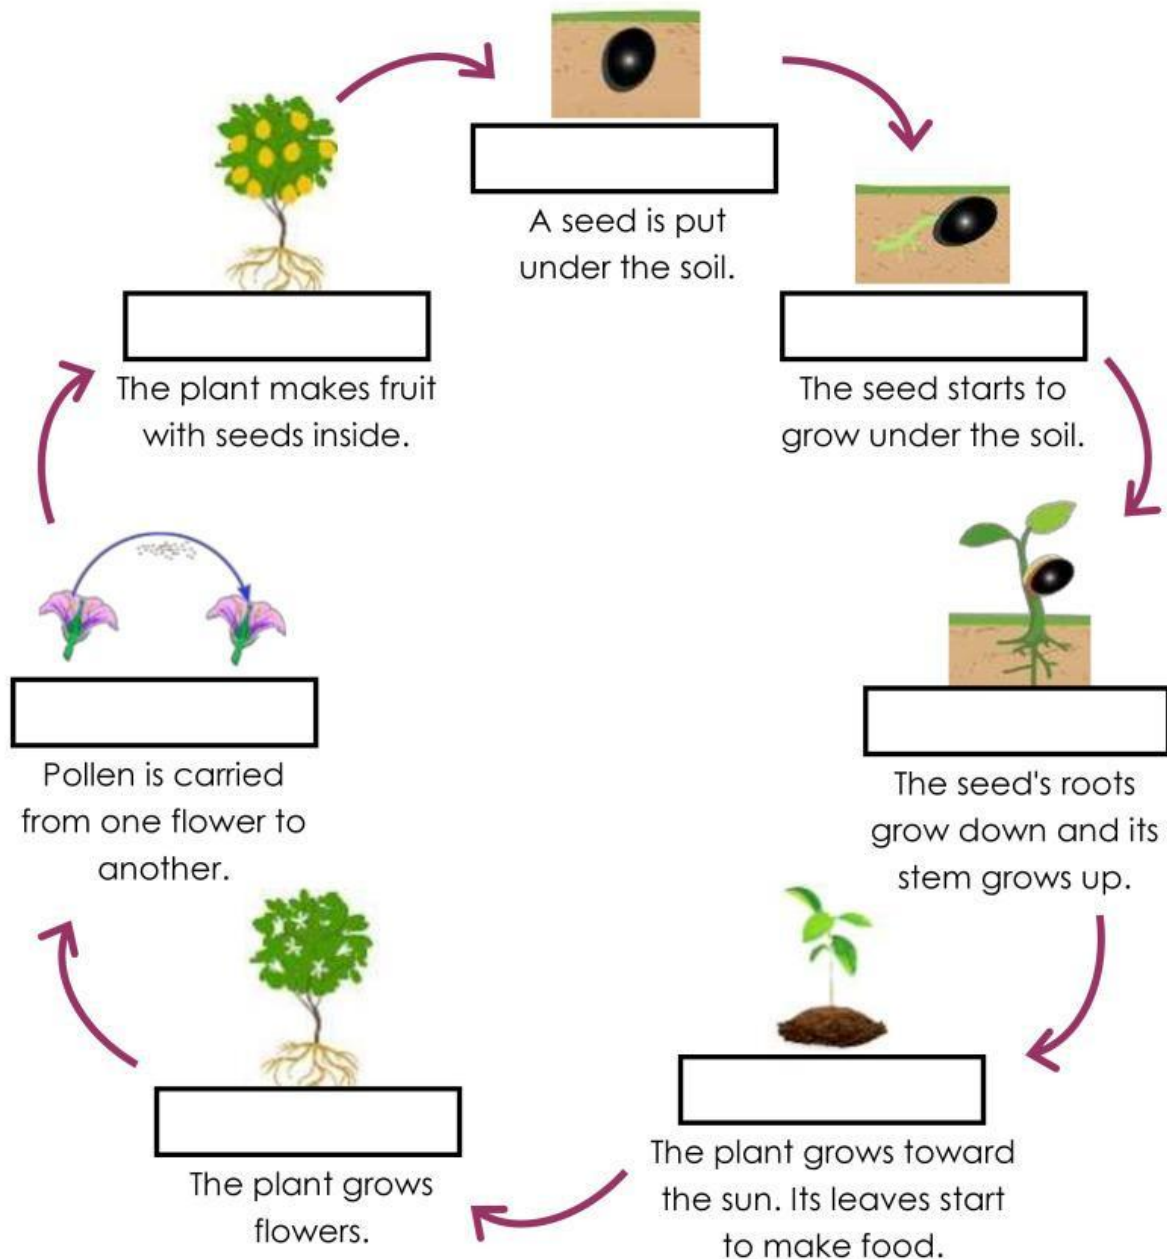 A seed is put
under the soil.
The seed starts to
grow under the soil.
The seed's roots
grow down and its
stem grows up.
The plant grows toward
the sun. Its leaves start
to make food.
The plant grows
flowers.
Pollen is carried
from one flower to
another.
The plant makes fruit
with seeds inside.